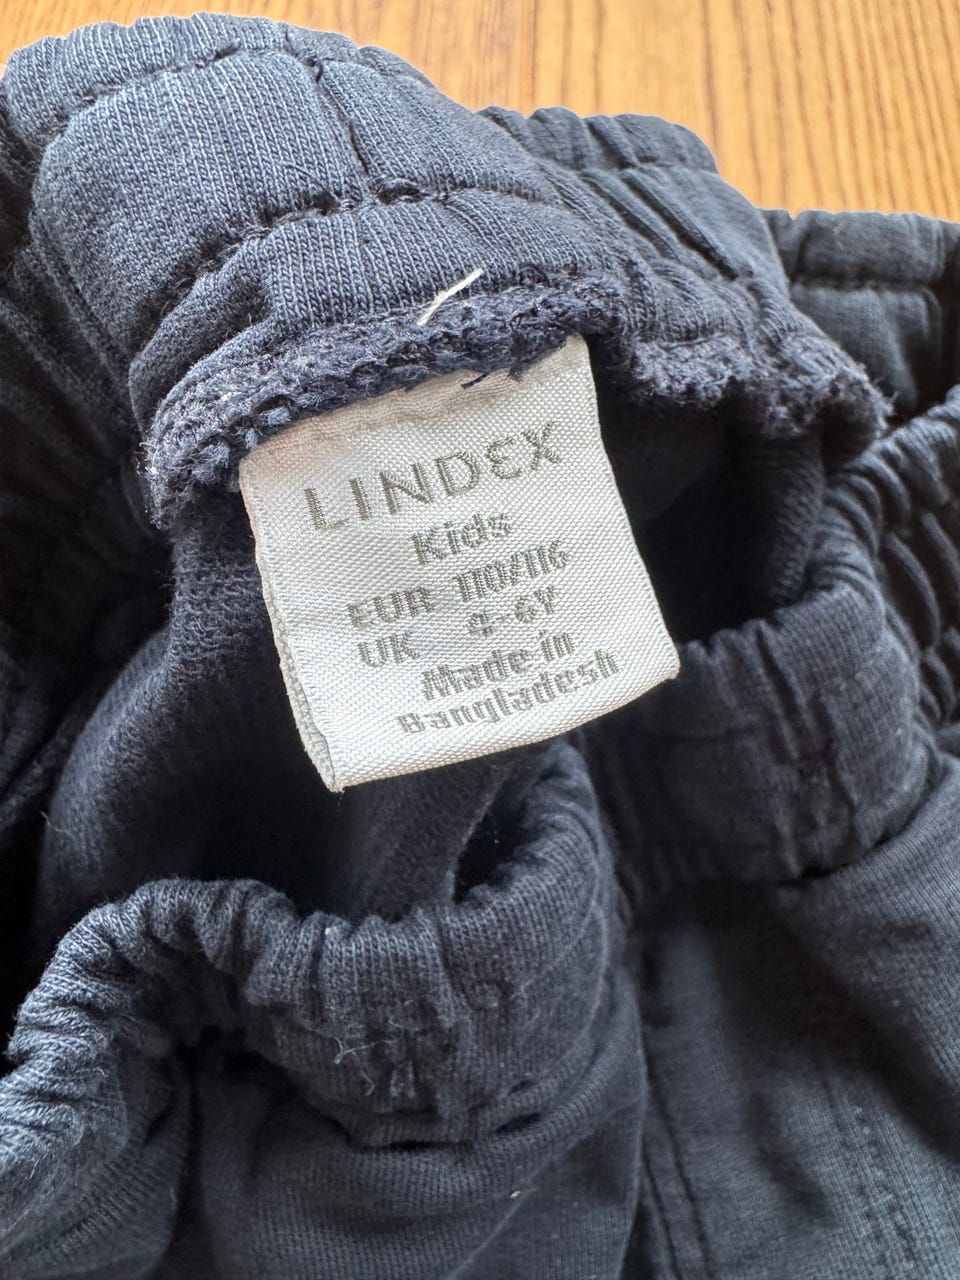 LINDEX
Kids
EUR 110/116
UK 4-6Y
Made in
Bangladesh